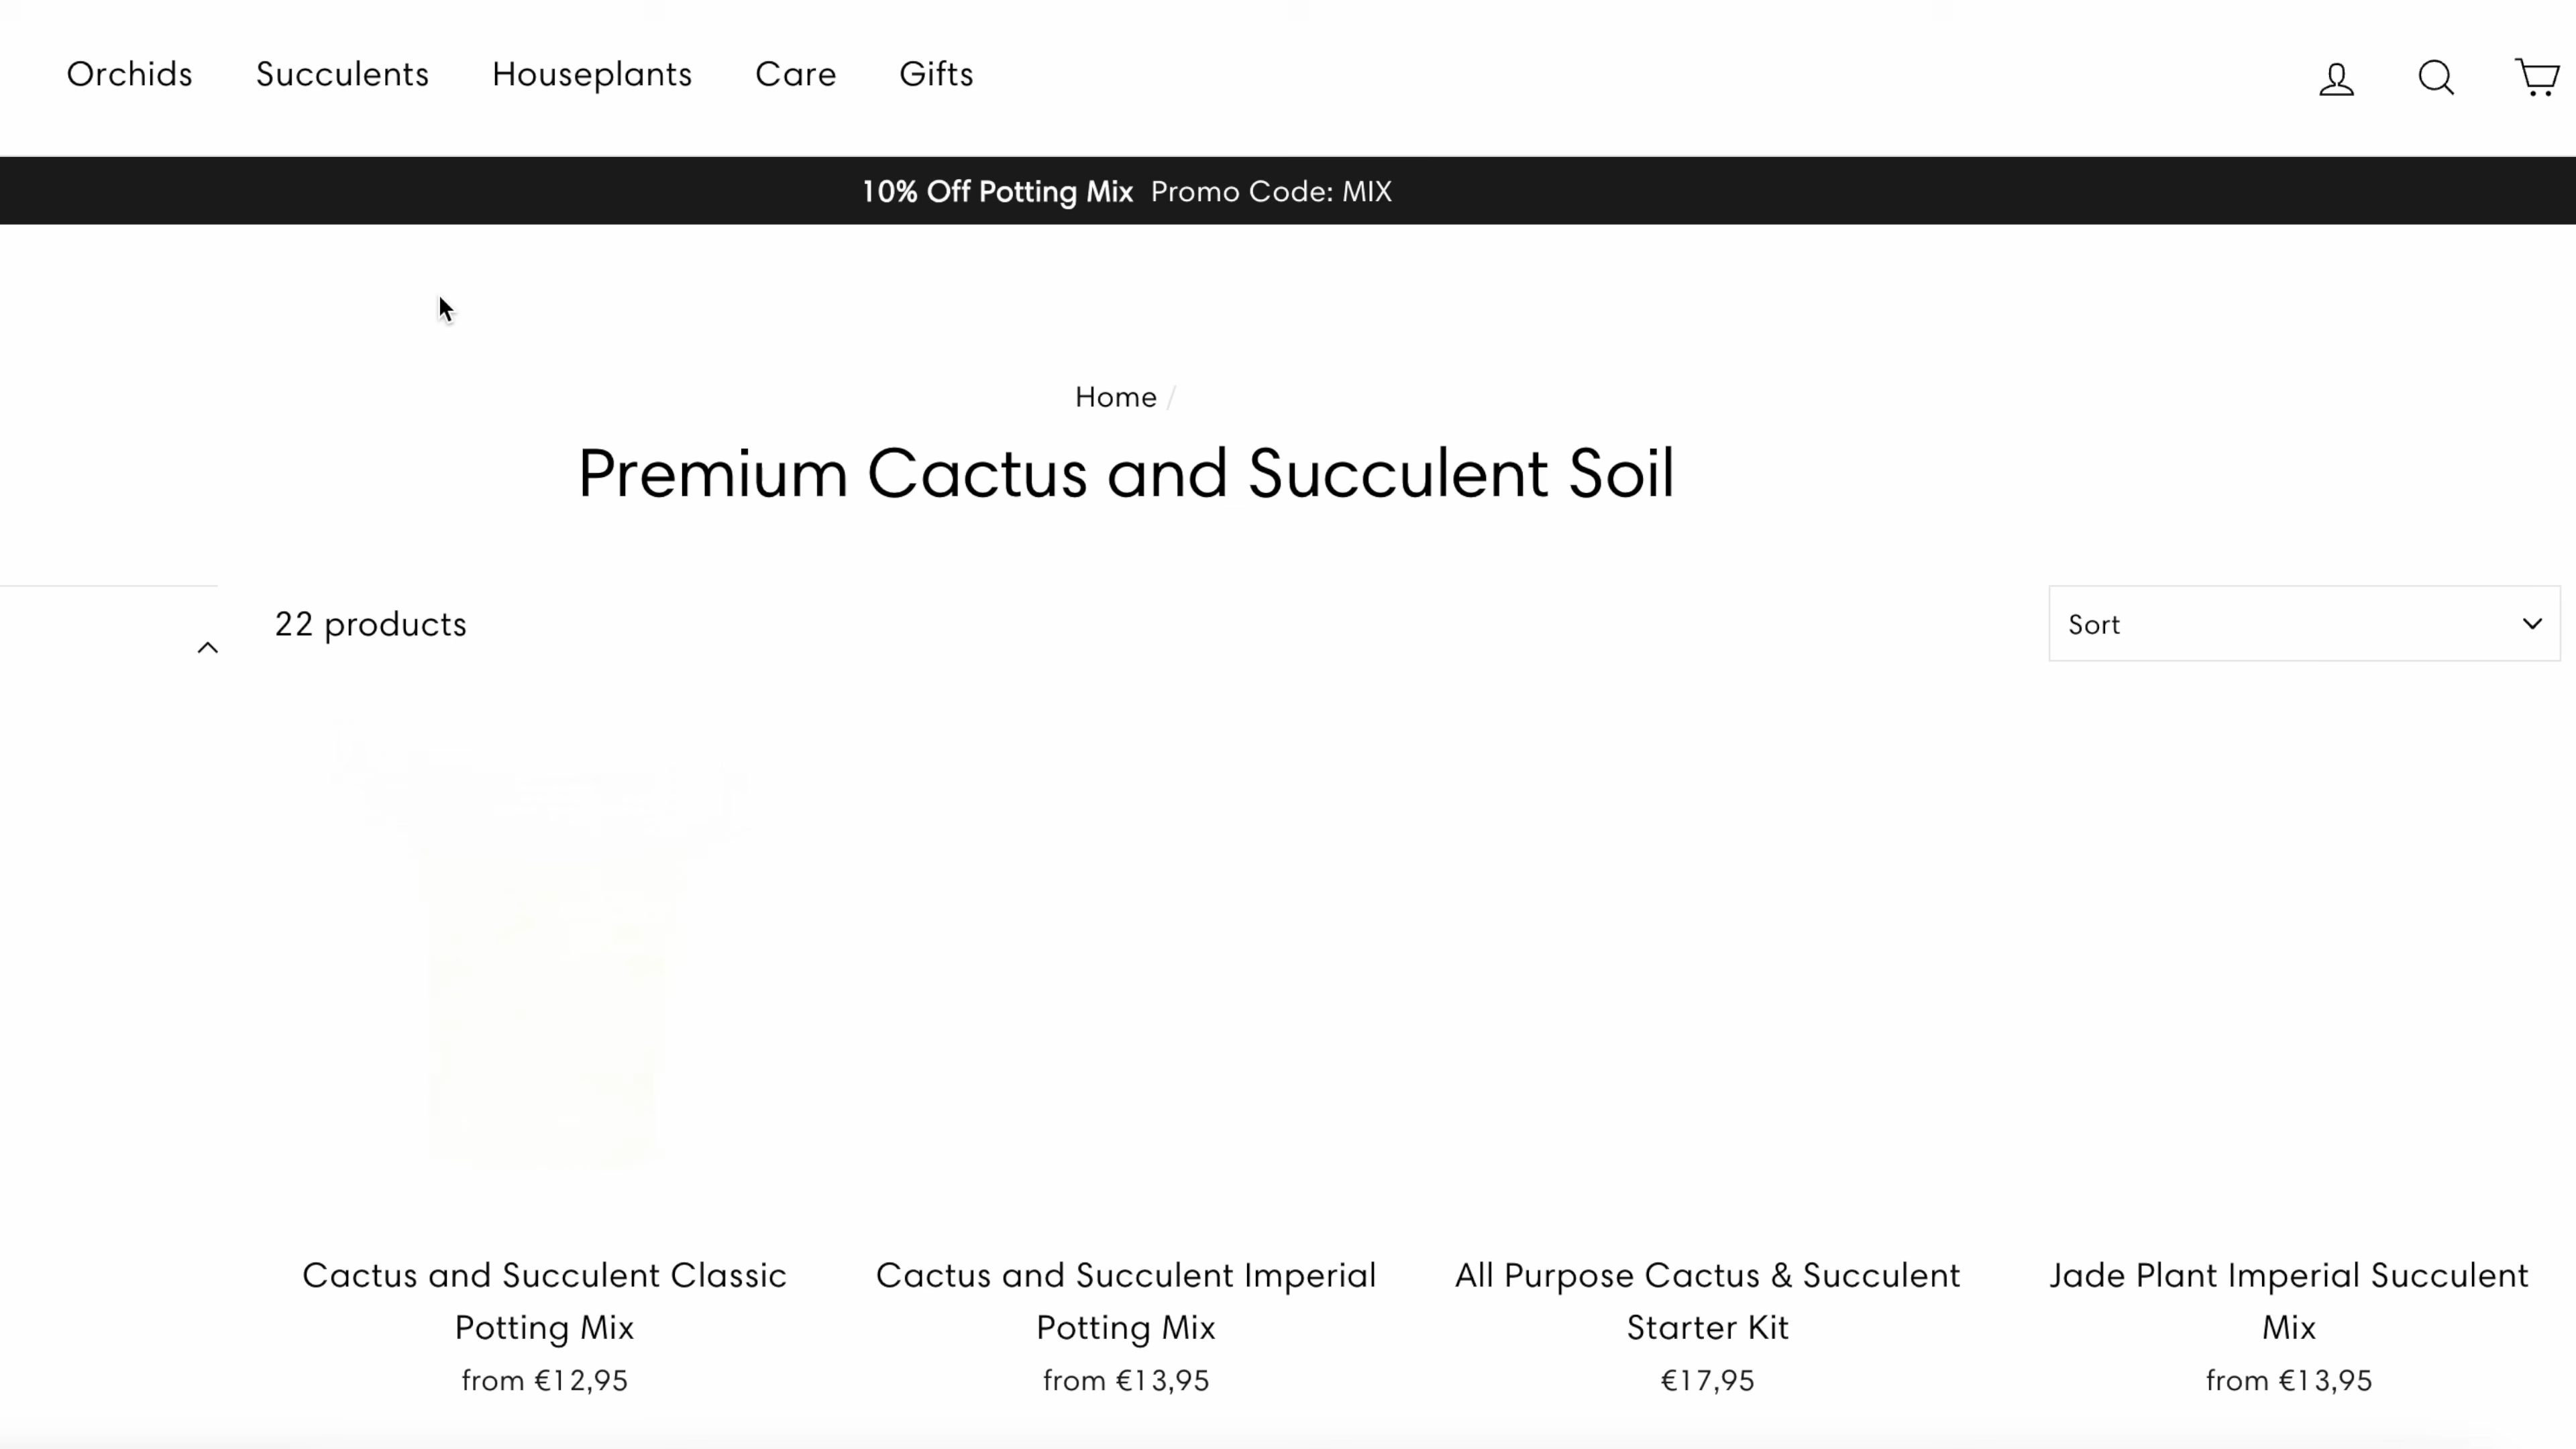 Orchids Succulents Houseplants Care Gifts
10% Off Potting Mix Promo Code: MIX
Home /
Premium Cactus and Succulent Soil
22 products
Sort
Cactus and Succulent Classic
Potting Mix
from €12,95
Cactus and Succulent Imperial
Potting Mix
from €13,95
All Purpose Cactus & Succulent
Starter Kit
€17,95
Jade Plant Imperial Succulent
Mix
from €13,95